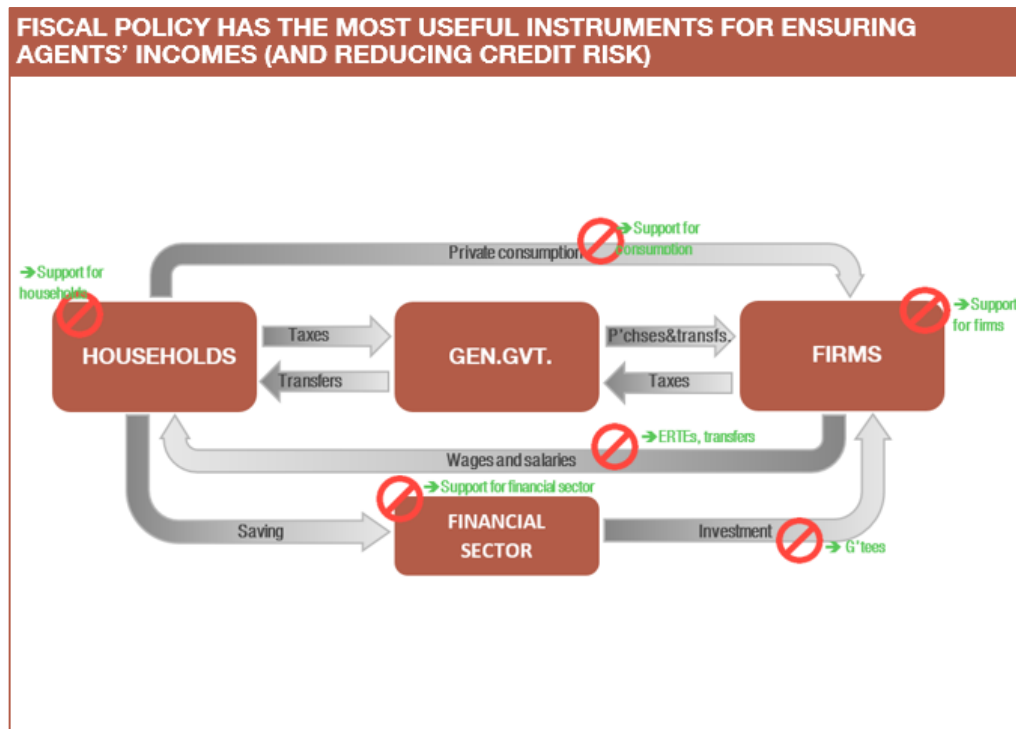 FISCAL POLICY HAS THE MOST USEFUL INSTRUMENTS FOR ENSURING
AGENTS' INCOMES (AND REDUCING CREDIT RISK)
➔Support for
consumption
Private consumption
➔Support for
households
➔Support
for firms
HOUSEHOLDS
Taxes
Transfers
GEN.GVT.
P'chses&transfs.
Taxes
FIRMS
➔ERTEs, transfers
Wages and salaries
➔Support for financial sector
Saving
FINANCIAL
SECTOR
Investment
➔ G'tees